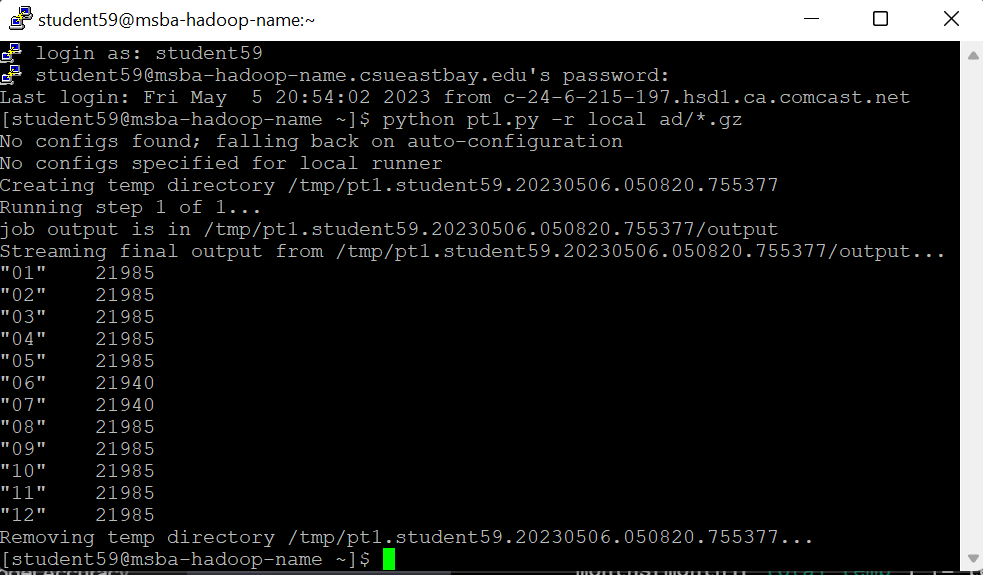 student59@msba-hadoop-name:~
login as: student59
student59@msba-hadoop-name.csueastbay.edu's password:
Last login: Fri May  5 20:54:02 2023 from c-24-6-215-197.hsd1.ca.comcast.net
[student59@msba-hadoop-name ~]$ python pt1.py -r local ad/*.gz
No configs found; falling back on auto-configuration
No configs specified for local runner
Creating temp directory /tmp/pt1.student59.20230506.050820.755377
Running step 1 of 1...
job output is in /tmp/pt1.student59.20230506.050820.755377/output
Streaming final output from /tmp/pt1.student59.20230506.050820.755377/output...
"01"    21985
"02"    21985
"03"    21985
"04"    21985
"05"    21985
"06"    21940
"07"    21940
"08"    21985
"09"    21985
"10"    21985
"11"    21985
"12"    21985
Removing temp directory /tmp/pt1.student59.20230506.050820.755377...
[student59@msba-hadoop-name ~]$